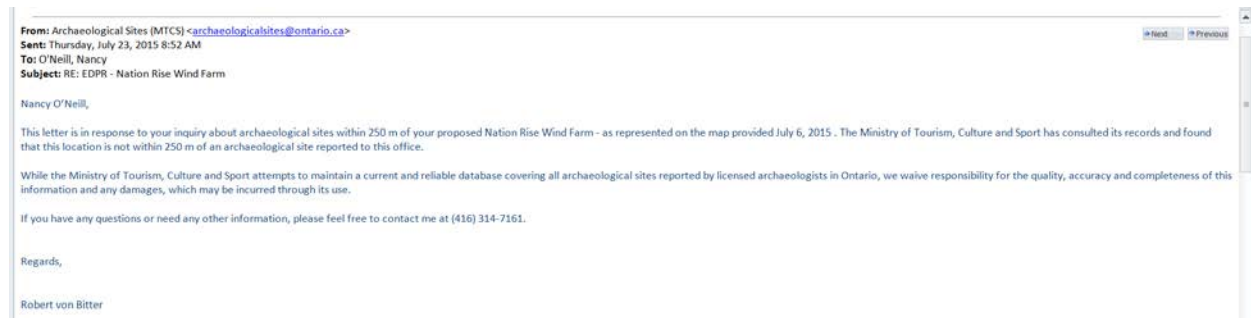 From: Archaeological Sites (MTCS) <archaeologicalsites@ontario.ca>
Next Previous
Sent: Thursday, July 23, 2015 8:52 AM
To: O'Neill, Nancy
Subject: RE: EDPR - Nation Rise Wind Farm
Nancy O'Neill,
This letter is in response to your inquiry about archaeological sites within 250 m of your proposed Nation Rise Wind Farm - as represented on the map provided July 6, 2015 . The Ministry of Tourism, Culture and Sport has consulted its records and found
that this location is not within 250 m of an archaeological site reported to this office.
While the Ministry of Tourism, Culture and Sport attempts to maintain a current and reliable database covering all archaeological sites reported by licensed archaeologists in Ontario, we waive responsibility for the quality, accuracy and completeness of this
information and any damages, which may be incurred through its use.
If you have any questions or need any other information, please feel free to contact me at (416) 314-7161.
Regards,
Robert von Bitter